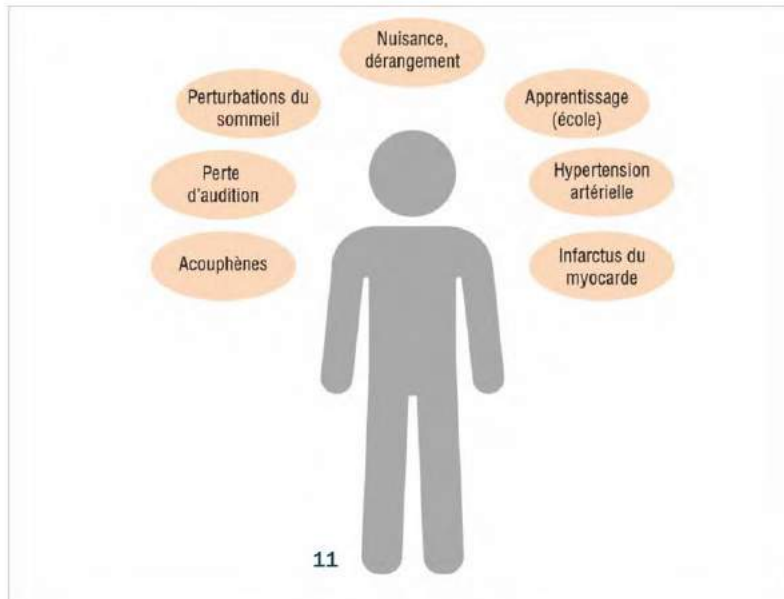 Nuisance,
dérangement
Perturbations du
sommeil
Apprentissage
(école)
Perte
d'audition
Hypertension
artérielle
Acouphènes
Infarctus du
myocarde
11